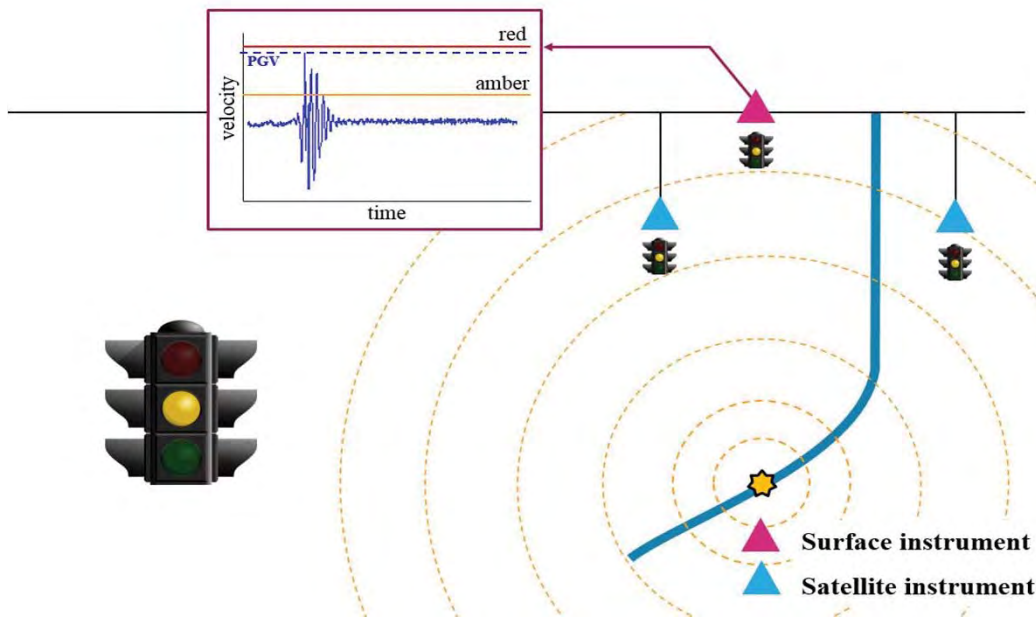 red
PGV
amber
velocity
time
Surface instrument
Satellite instrument